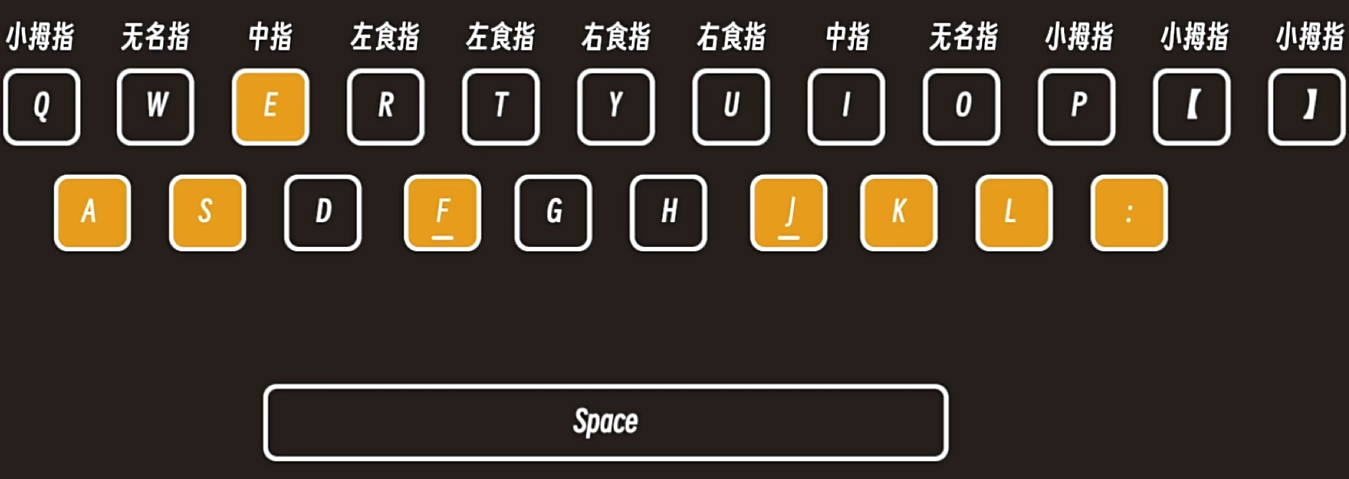 小拇指 无名指 中指 左食指 左食指 右食指 右食指 中指 无名指 小拇指 小拇指 小拇指
Q W E R T Y U I O P 【 】
A S D F G H J K L :
Space